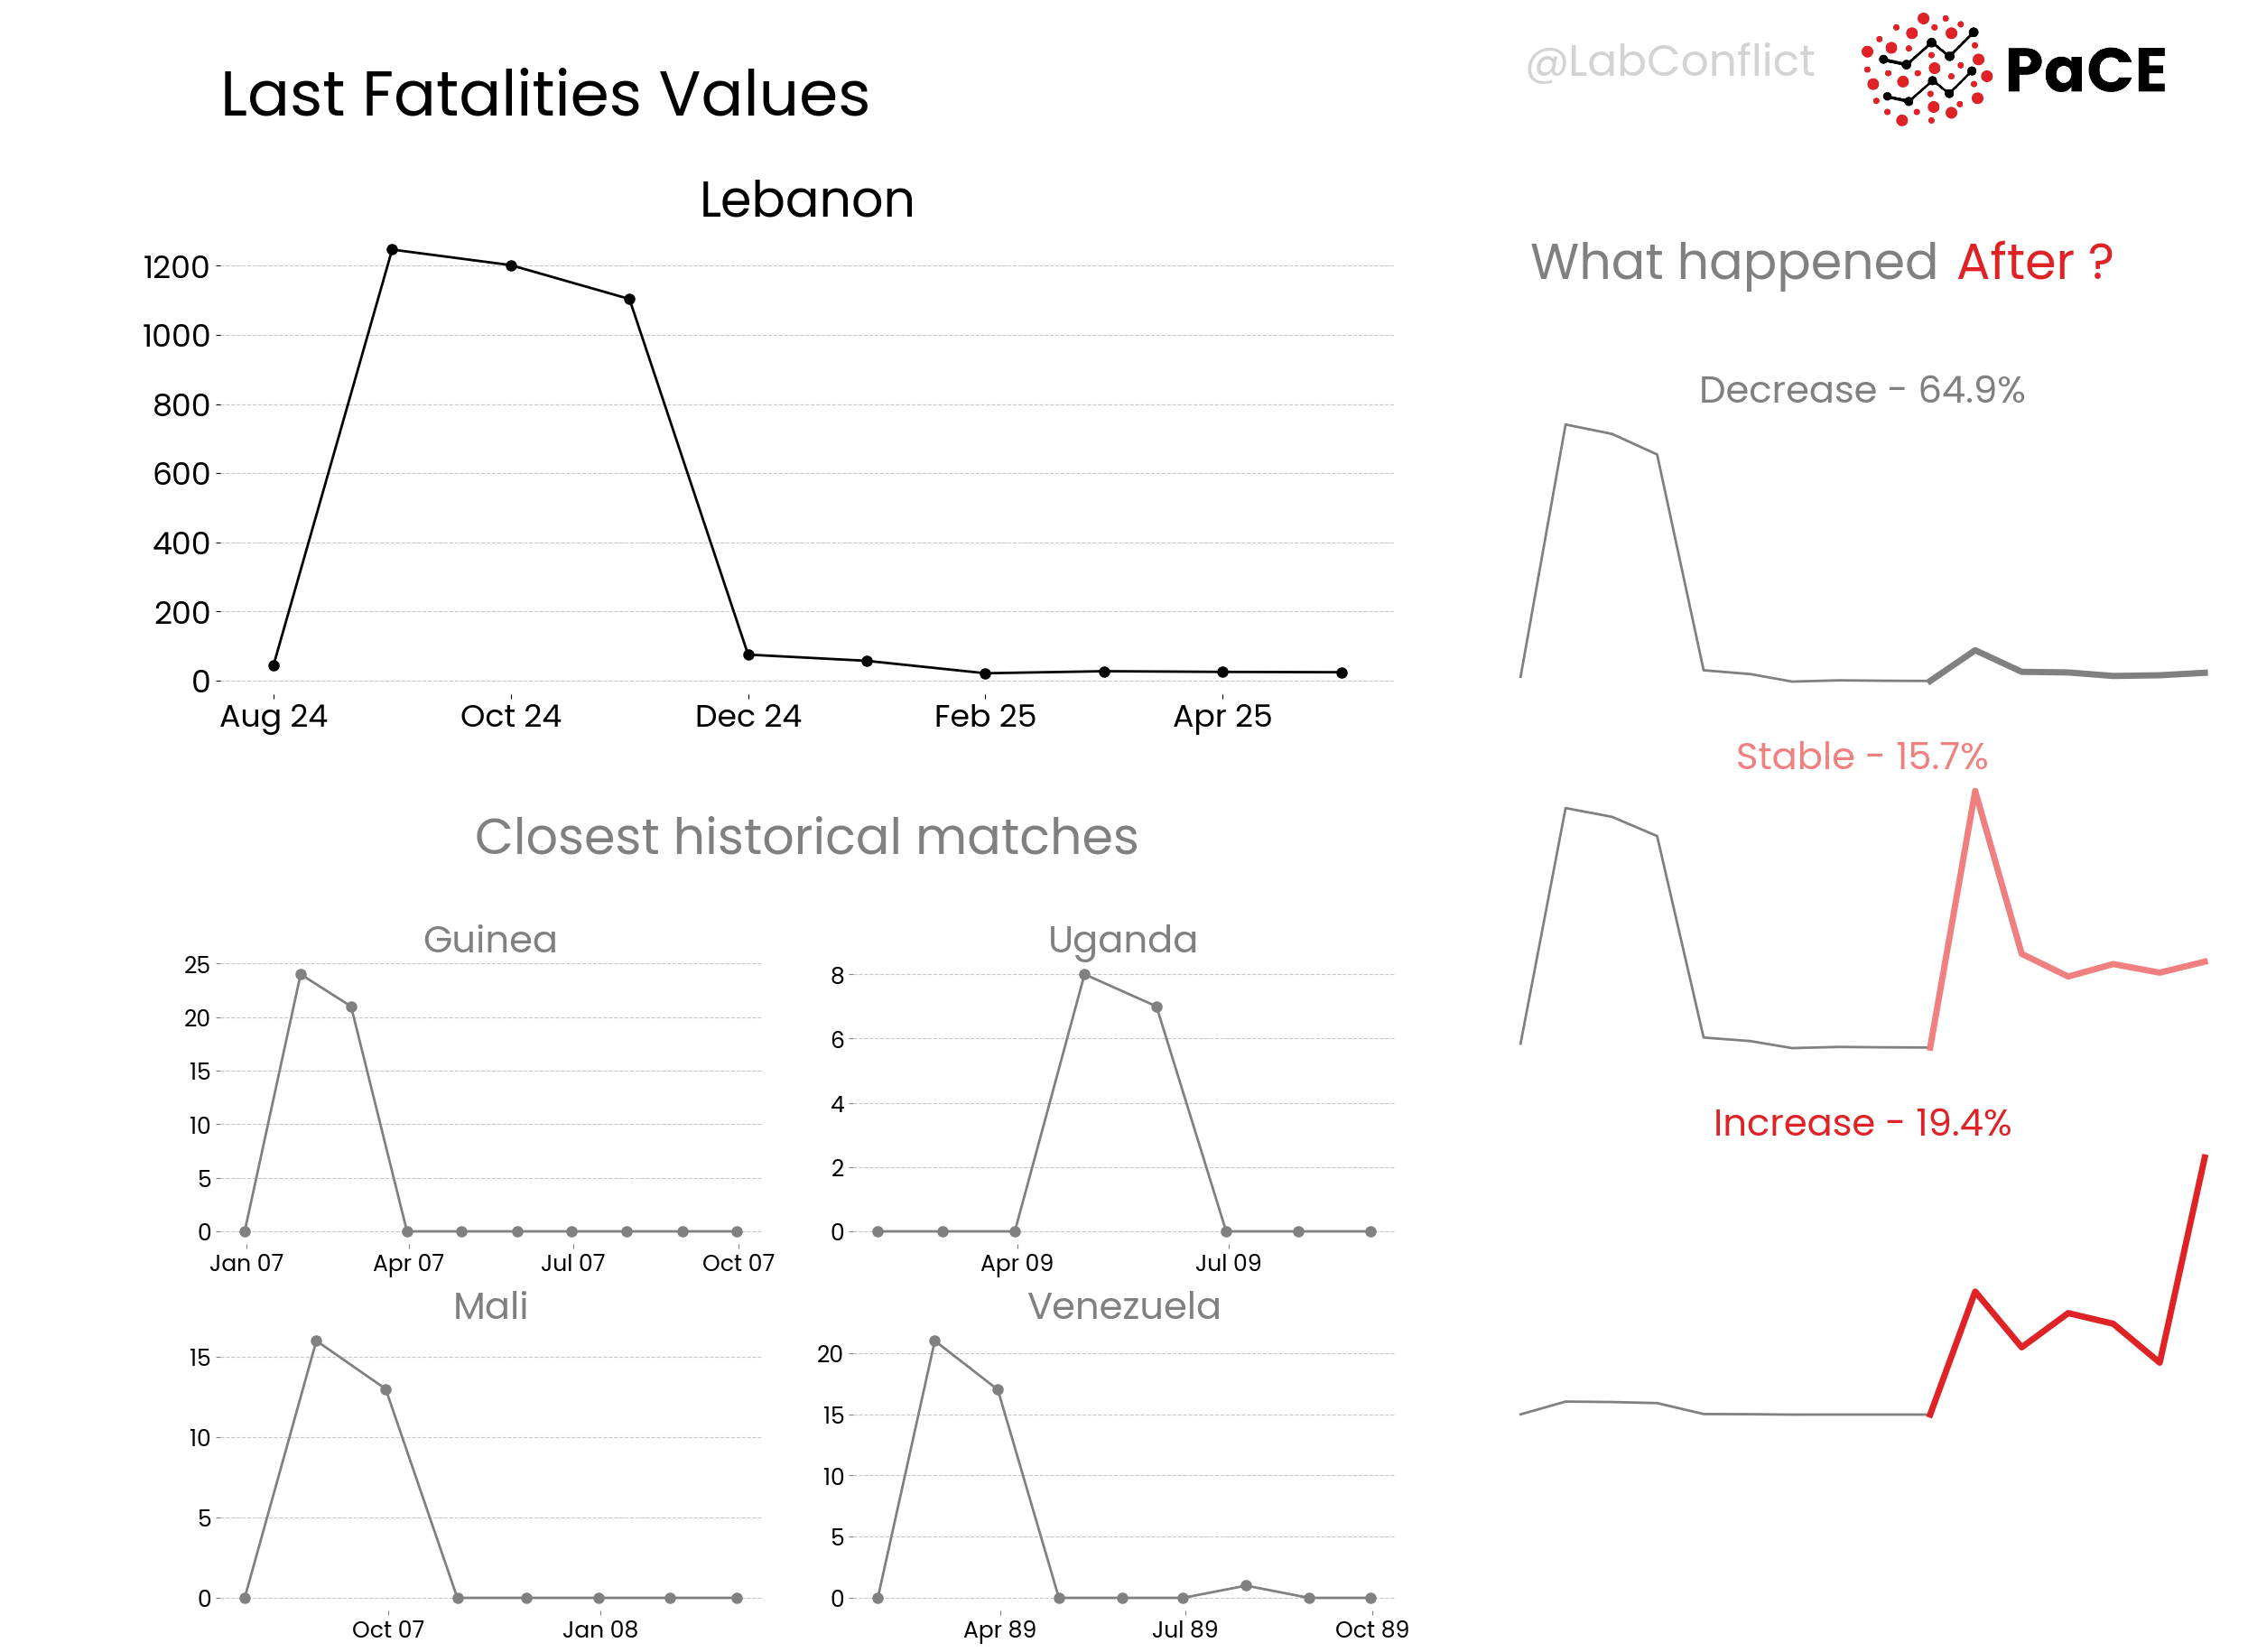 @LabConflict
PaCE
Last Fatalities Values
Lebanon
1200
1000
800
600
400
200
0
Aug 24 Oct 24 Dec 24 Feb 25 Apr 25
What happened After ?
Decrease - 64.9%
Stable - 15.7%
Increase - 19.4%
Closest historical matches
Guinea
25
20
15
10
5
0
Jan 07 Apr 07 Jul 07 Oct 07
Uganda
8
6
4
2
0
Apr 09 Jul 09
Mali
15
10
5
0
Oct 07 Jan 08
Venezuela
20
15
10
5
0
Apr 89 Jul 89 Oct 89